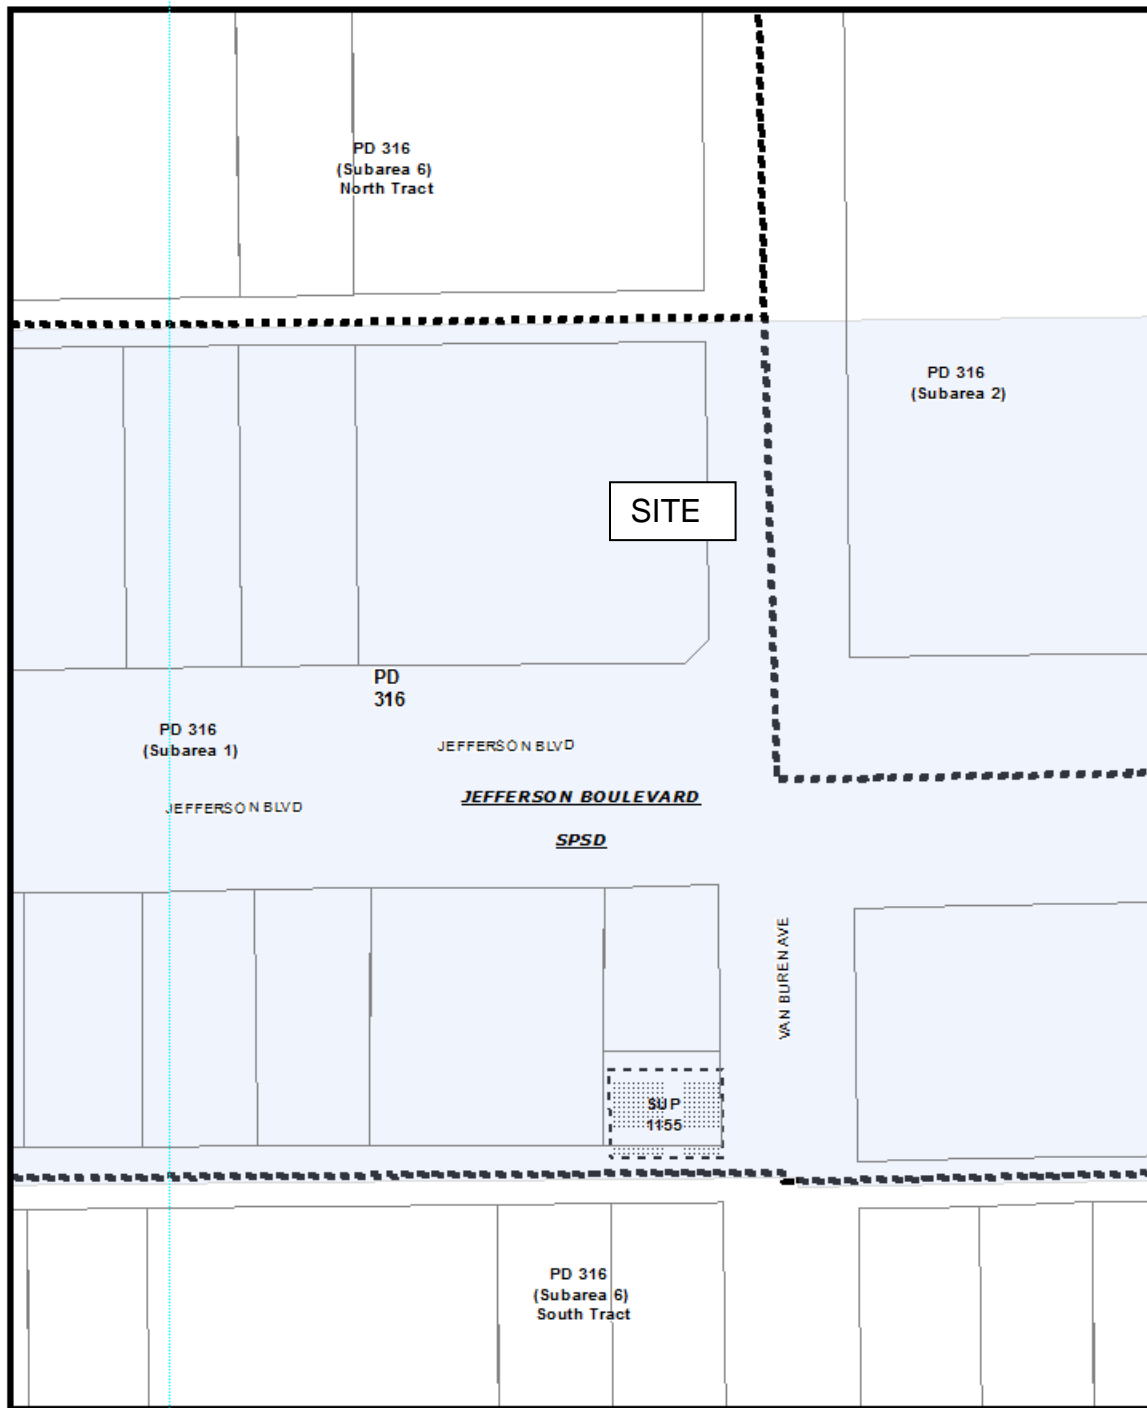 PD 316
(Subarea 6)
North Tract
PD 316
(Subarea 2)
SITE
PD
316
PD 316
(Subarea 1)
JEFFERSON BLVD
JEFFERSON BOULEVARD
JEFFERSON BLVD
SPSD
VAN BUREN AVE
SUP
1155
PD 316
(Subarea 6)
South Tract